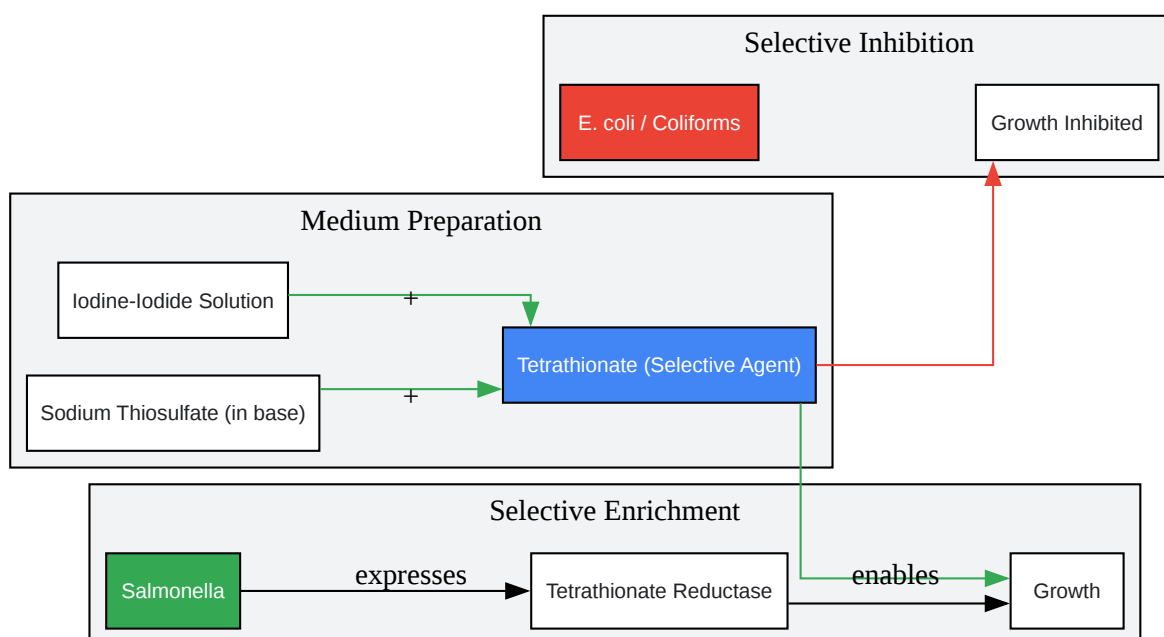 Selective Inhibition
E. coli / Coliforms
Growth Inhibited
Medium Preparation
Iodine-Iodide Solution
+
Tetrathionate (Selective Agent)
Sodium Thiosulfate (in base)
+
Selective Enrichment
Salmonella
expresses
Tetrathionate Reductase
enables
Growth